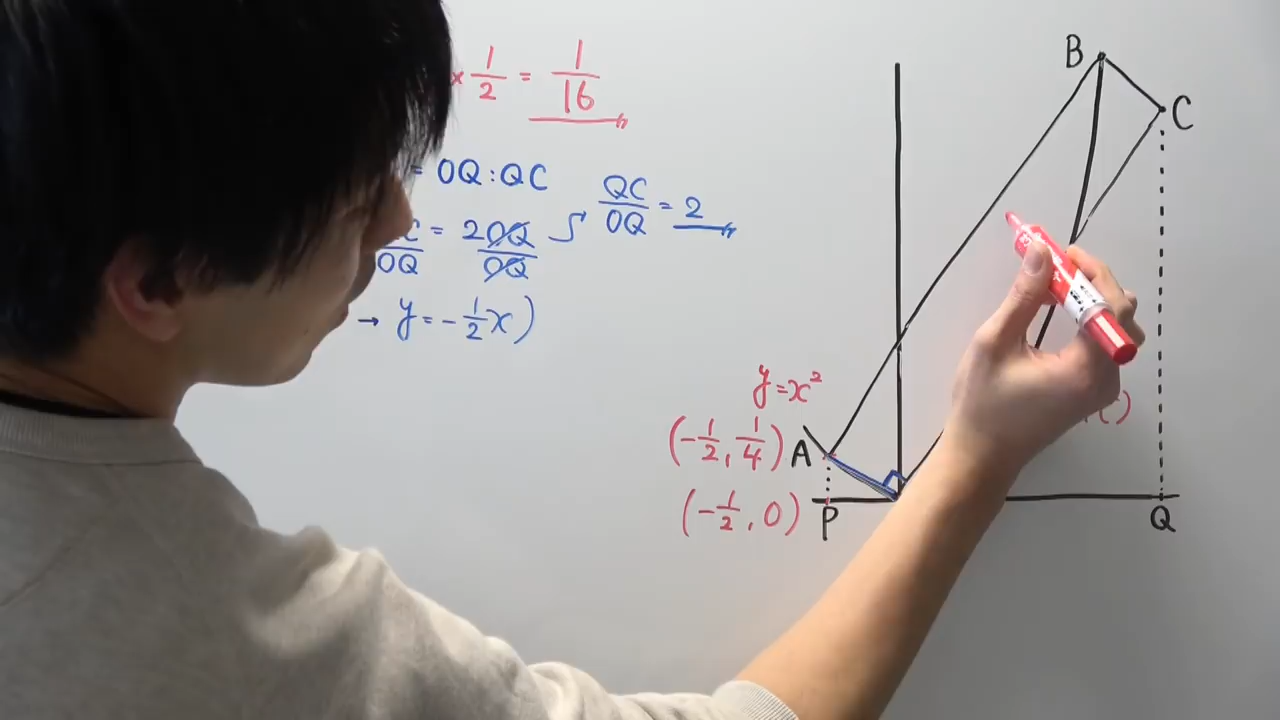 × 1/2 = 1/16
= OQ : QC
OQ = 2OQ/OQ QC/OQ = 2
→ y = -1/2x)
B
C
y = x²
(-1/2, 1/4) A
(-1/2, 0) P
Q